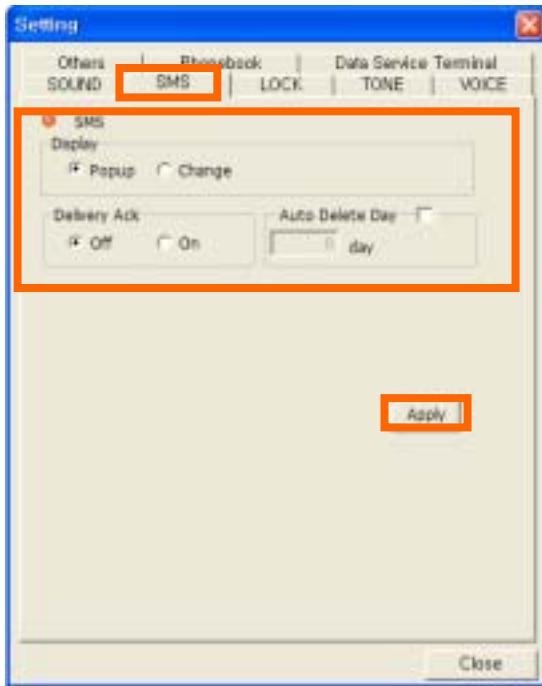 Setting
Others Phonebook Data Service Terminal
SOUND SMS LOCK TONE VOICE
SMS
Display
Popup Change
Delivery Ack Auto Delete Day
Off On 0 day
Apply
Close